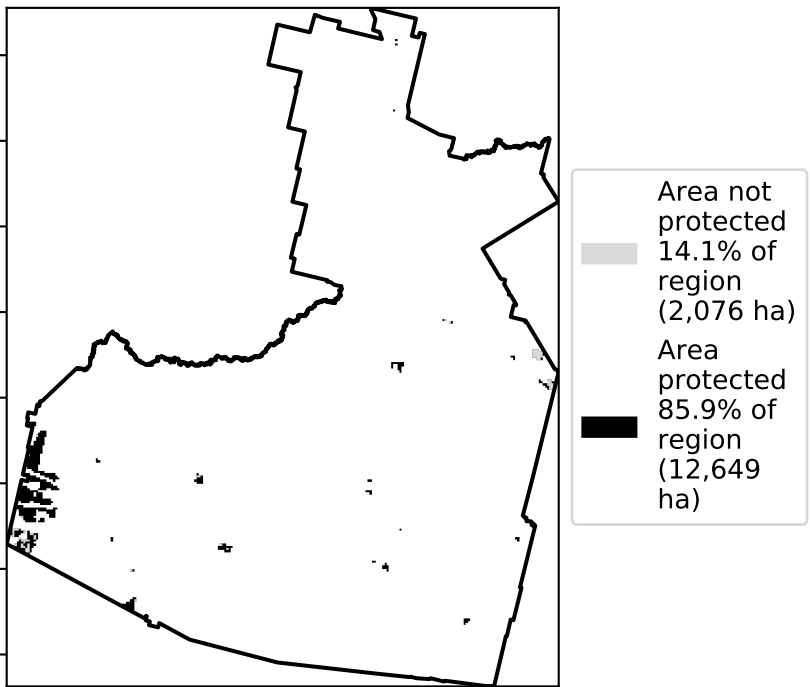 Area not
protected
14.1% of
region
(2,076 ha)
Area
protected
85.9% of
region
(12,649
ha)